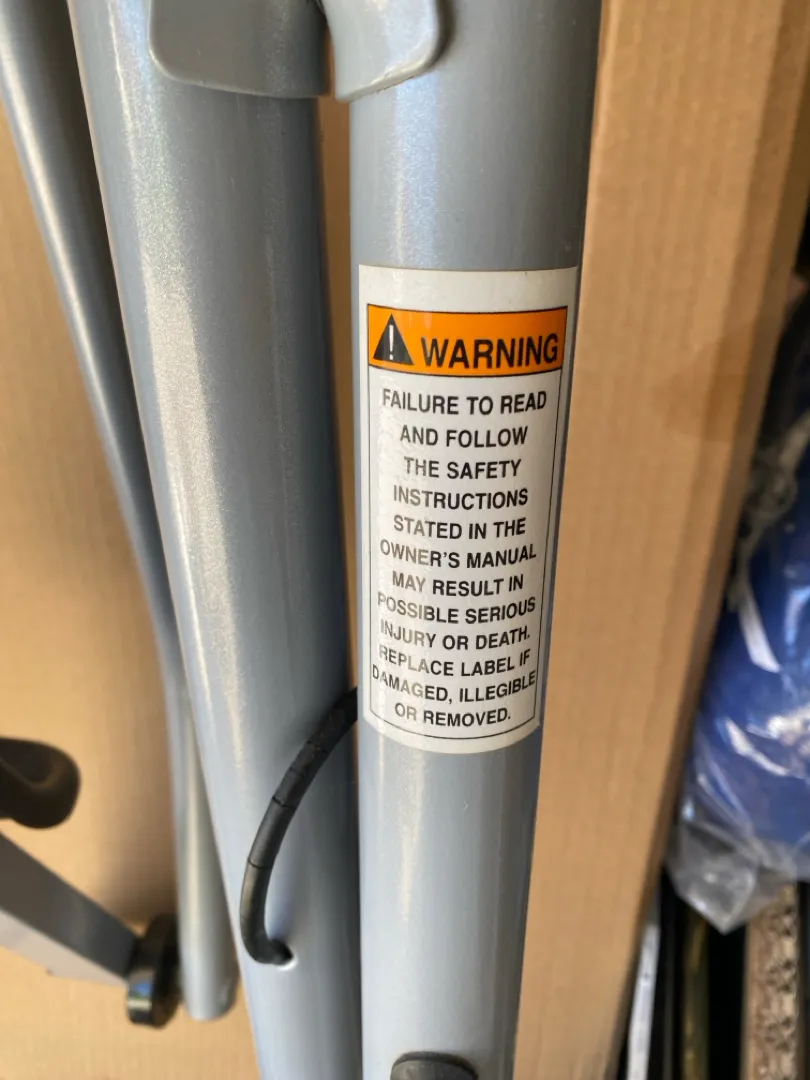 WARNING
FAILURE TO READ
AND FOLLOW
THE SAFETY
INSTRUCTIONS
STATED IN THE
OWNER'S MANUAL
MAY RESULT IN
POSSIBLE SERIOUS
INJURY OR DEATH.
REPLACE LABEL IF
DAMAGED, ILLEGIBLE
OR REMOVED.